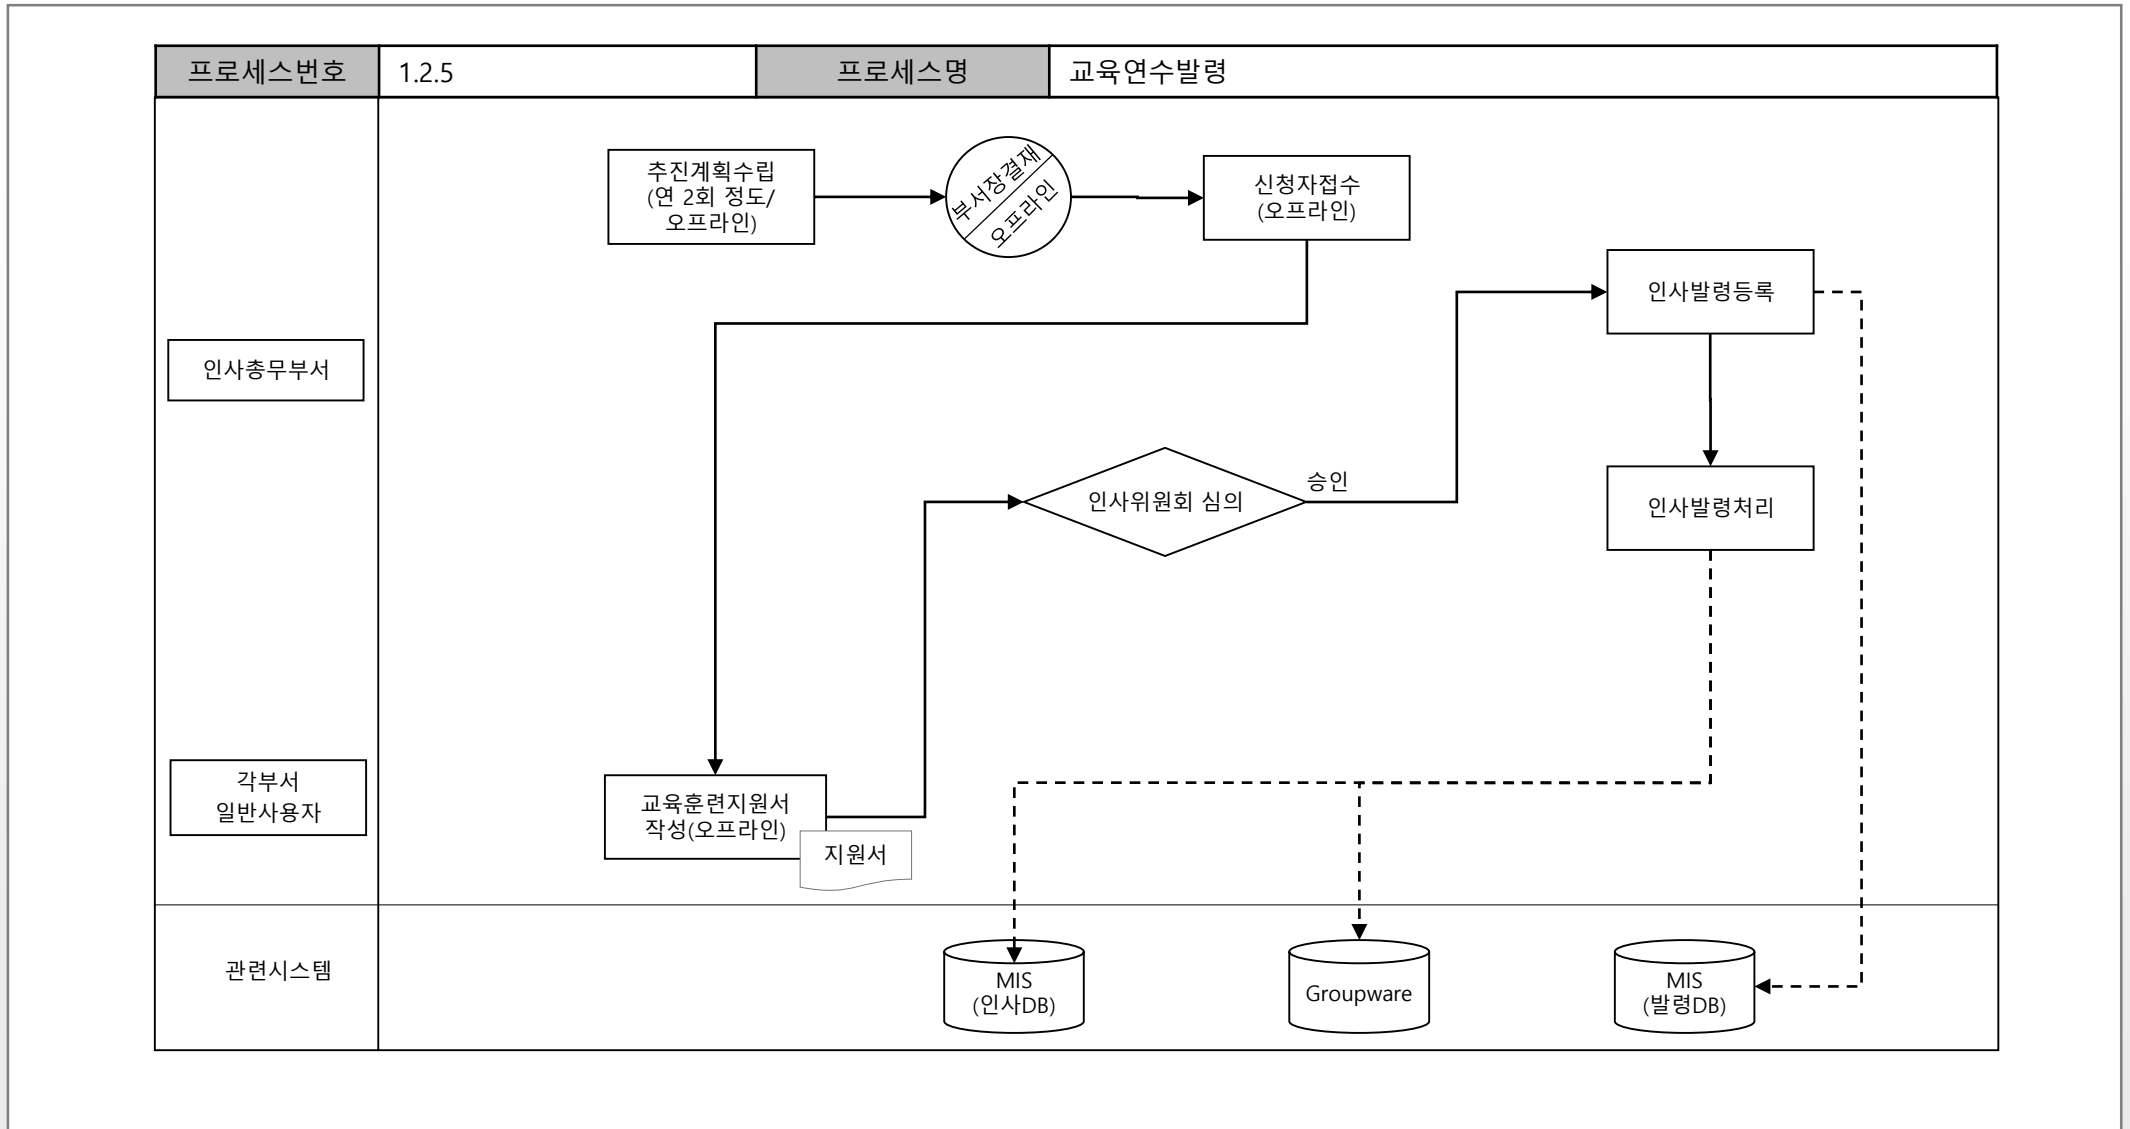 프로세스번호
1.2.5
프로세스명
교육연수발령
추진계획수립
(연 2회 정도/
오프라인)
부서장결재
오프라인
신청자접수
(오프라인)
인사발령등록
인사총무부서
인사위원회 심의
승인
인사발령처리
각부서
일반사용자
교육훈련지원서
작성(오프라인)
지원서
관련시스템
MIS
(인사DB)
Groupware
MIS
(발령DB)